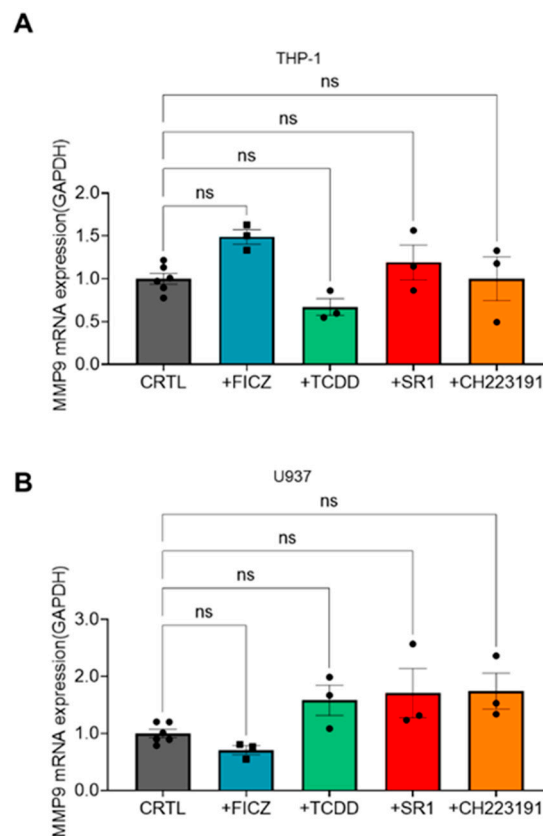 A
THP-1
ns
ns
ns
ns
MMP9 mRNA expression(GAPDH)
2.0
1.5
1.0
0.5
0.0
CRTL
+FICZ
+TCDD
+SR1
+CH223191
B
U937
ns
ns
ns
ns
MMP9 mRNA expression(GAPDH)
3.0
2.0
1.0
0.0
CRTL
+FICZ
+TCDD
+SR1
+CH223191